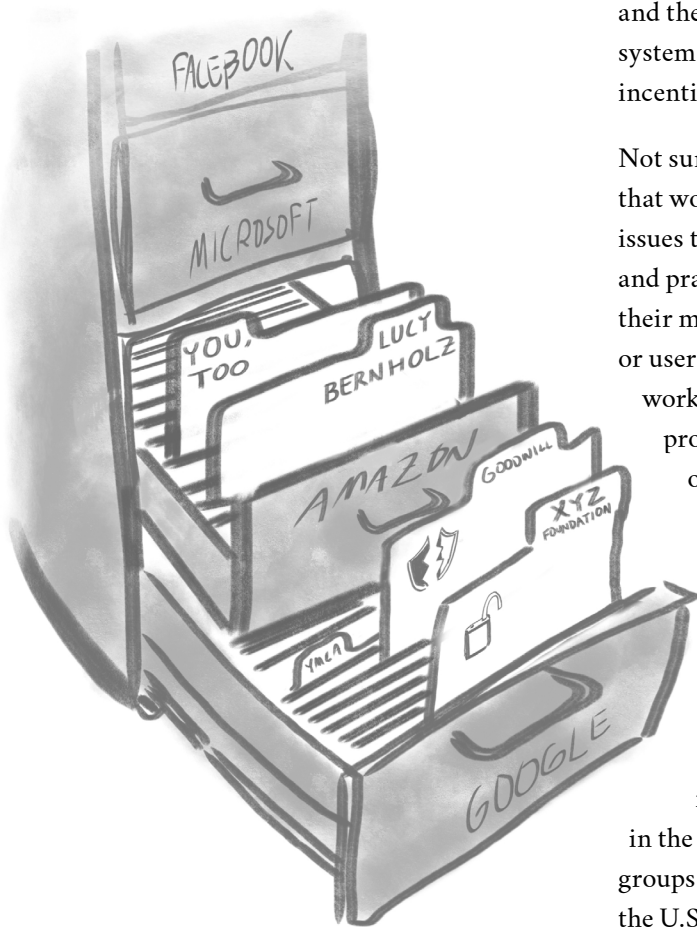 FACEBOOK
MICROSOFT
YOU,
TOO
LUCY
BERNHOLZ
AMAZON
GOODWILL
XYZ
FOUNDATION
YMCA
GOOGLE
and the
system
incenti
Not sur
that wo
issues t
and pra
their m
or user
work
pro
in the
groups
the U.S